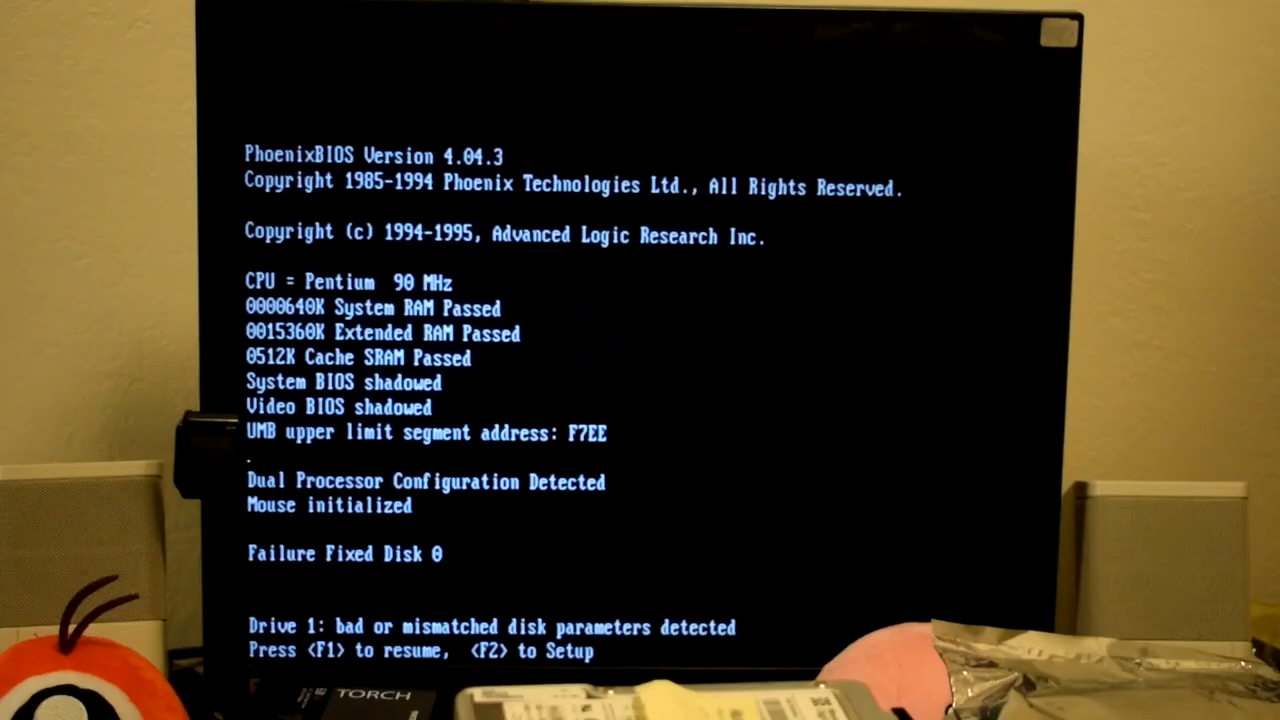 PhoenixBIOS Version 4.04.3
Copyright 1985-1994 Phoenix Technologies Ltd., All Rights Reserved.
Copyright (c) 1994-1995, Advanced Logic Research Inc.
CPU = Pentium  90 MHz
0000640K System RAM Passed
0015360K Extended RAM Passed
0512K Cache SRAM Passed
System BIOS shadowed
Video BIOS shadowed
UMB upper limit segment address: F7EE
.
Dual Processor Configuration Detected
Mouse initialized
Failure Fixed Disk 0
Drive 1: bad or mismatched disk parameters detected
Press <F1> to resume,  <F2> to Setup
TORCH